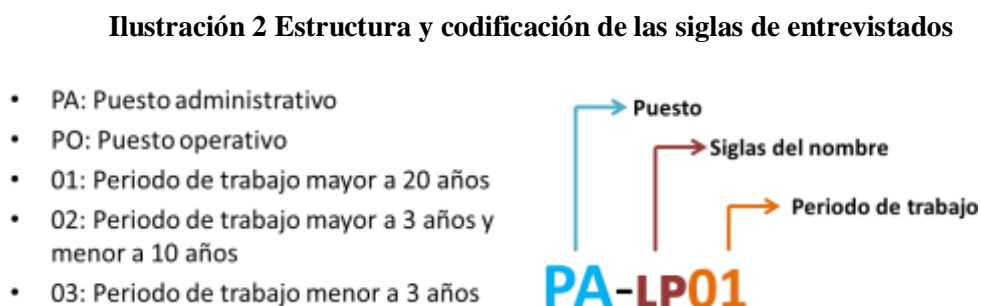 Ilustración 2 Estructura y codificación de las siglas de entrevistados
• PA: Puesto administrativo
• PO: Puesto operativo
• 01: Periodo de trabajo mayor a 20 años
• 02: Periodo de trabajo mayor a 3 años y
menor a 10 años
• 03: Periodo de trabajo menor a 3 años
Puesto
Siglas del nombre
Periodo de trabajo
PA-LP01